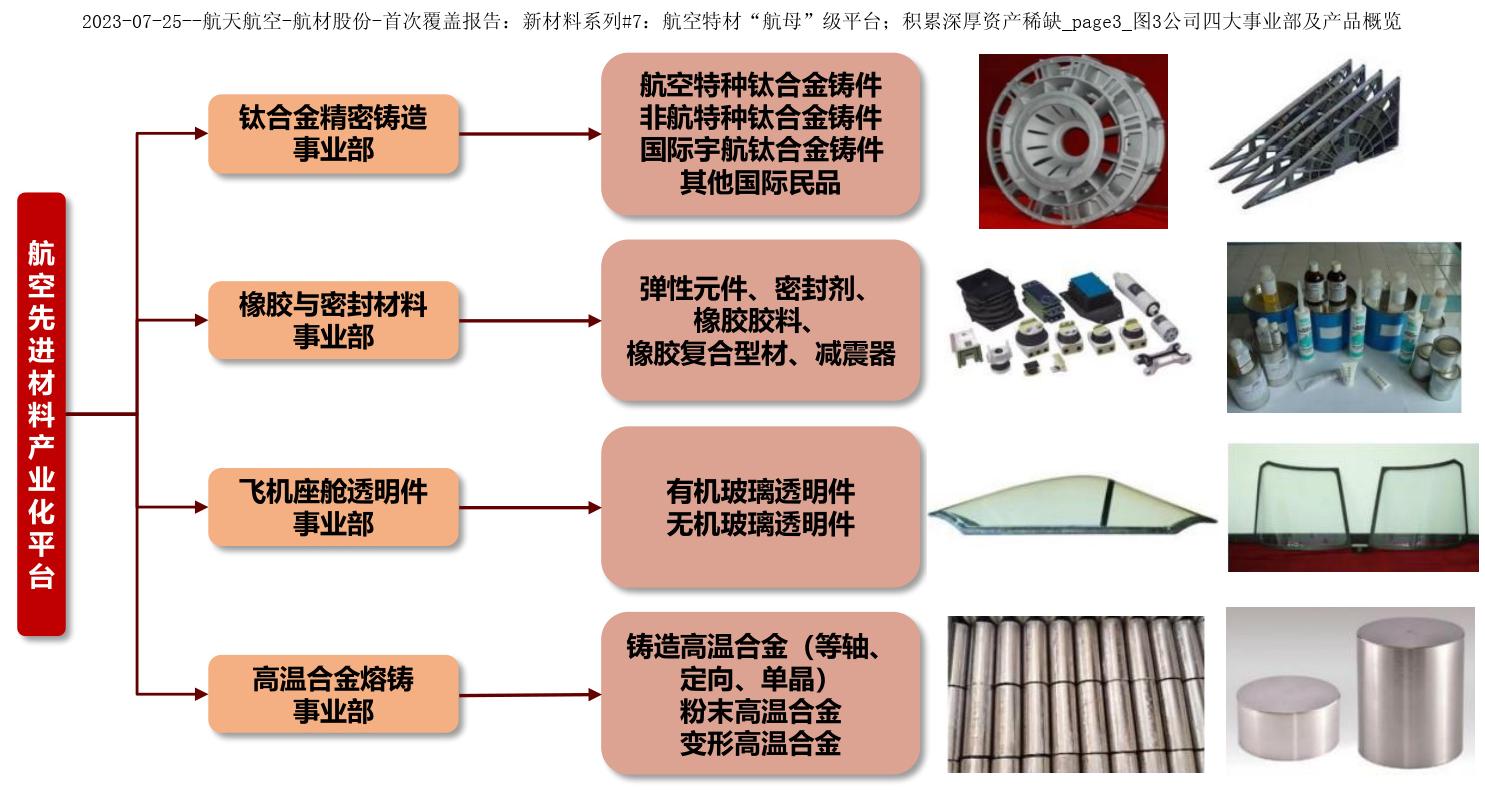 2023-07-25--航天航空-航材股份-首次覆盖报告：新材料系列#7：航空特材“航母”级平台；积累深厚资产稀缺_page3_图3公司四大事业部及产品概览
航空先进材料产业化平台
钛合金精密铸造
事业部
航空特种钛合金铸件
非航特种钛合金铸件
国际宇航钛合金铸件
其他国际民品
橡胶与密封材料
事业部
弹性元件、密封剂、
橡胶胶料、
橡胶复合型材、减震器
飞机座舱透明件
事业部
有机玻璃透明件
无机玻璃透明件
高温合金熔铸
事业部
铸造高温合金（等轴、
定向、单晶）
粉末高温合金
变形高温合金